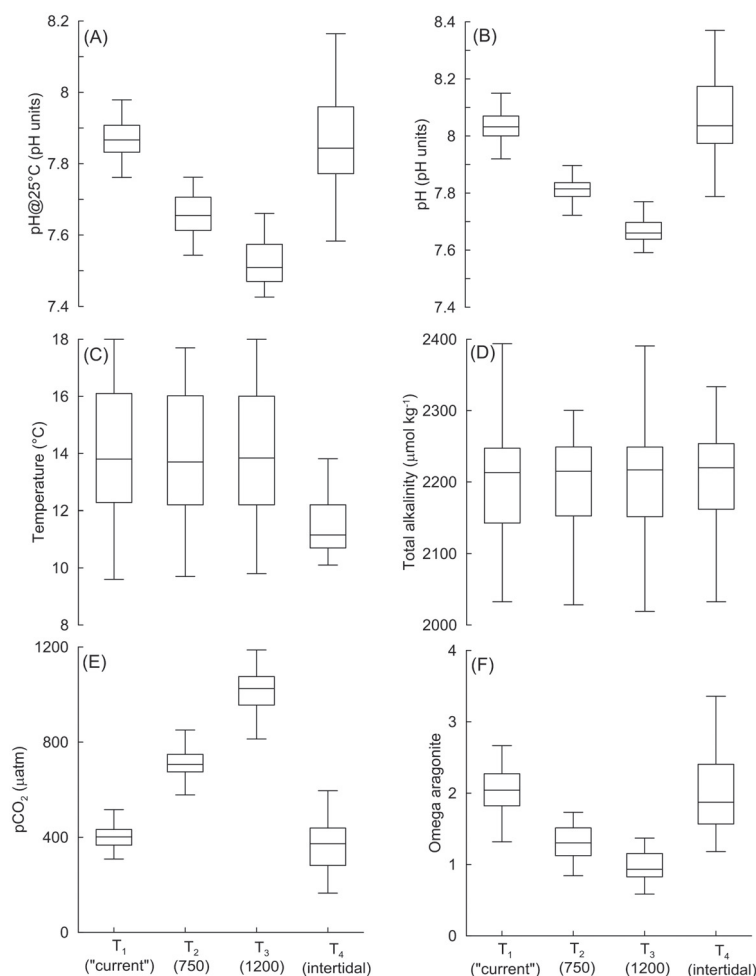 (A)
pH@25°C (pH units)
8.2
8
7.8
7.6
7.4
(B)
pH (pH units)
8.4
8.2
8
7.8
7.6
7.4
(C)
Temperature (°C)
18
16
14
12
10
8
(D)
Total alkalinity (μmol kg⁻¹)
2400
2300
2200
2100
2000
(E)
pCO₂ (μatm)
1200
800
400
0
T₁ T₂ T₃ T₄
("current") (750) (1200) (intertidal)
(F)
Omega aragonite
4
3
2
1
0
T₁ T₂ T₃ T₄
("current") (750) (1200) (intertidal)